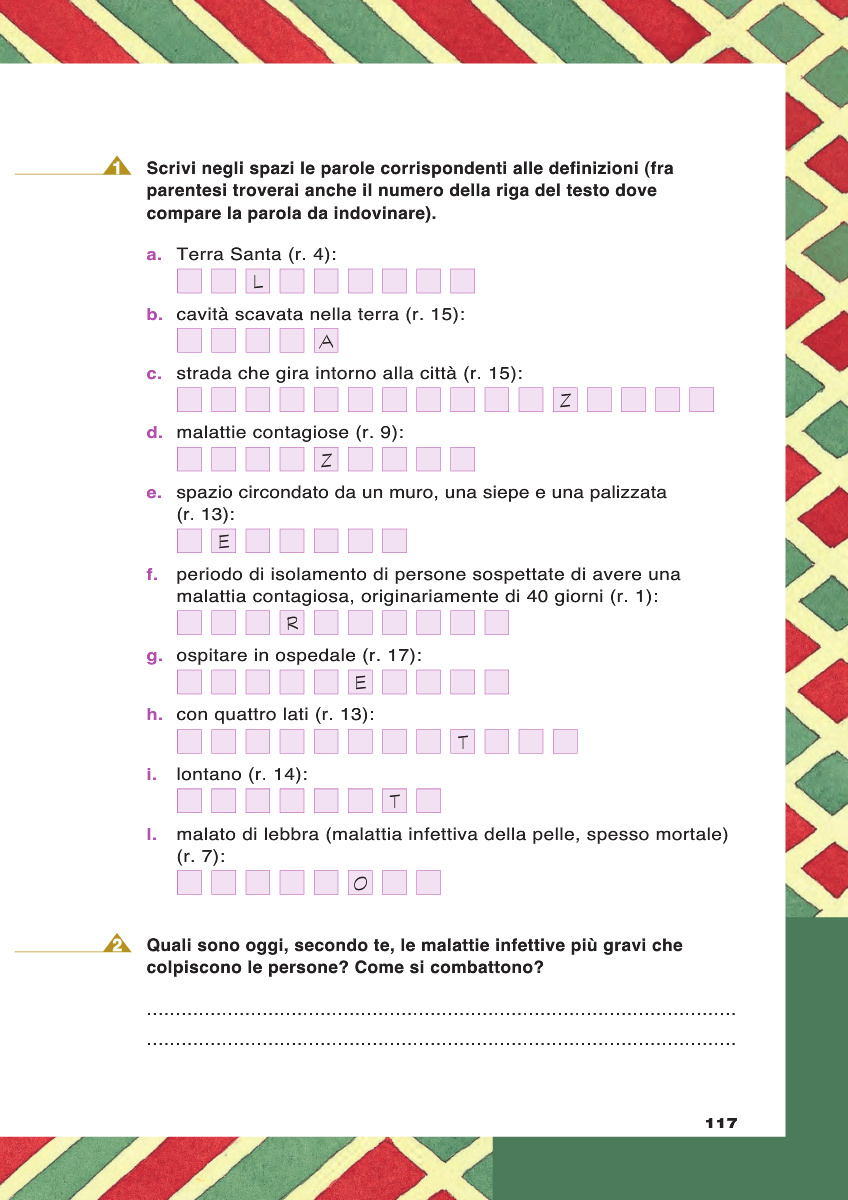 1 Scrivi negli spazi le parole corrispondenti alle definizioni (fra
parentesi troverai anche il numero della riga del testo dove
compare la parola da indovinare).
a. Terra Santa (r. 4):
L
b. cavità scavata nella terra (r. 15):
A
c. strada che gira intorno alla città (r. 15):
Z
d. malattie contagiose (r. 9):
Z
e. spazio circondato da un muro, una siepe e una palizzata
(r. 13):
E
f. periodo di isolamento di persone sospettate di avere una
malattia contagiosa, originariamente di 40 giorni (r. 1):
R
g. ospitare in ospedale (r. 17):
E
h. con quattro lati (r. 13):
T
i. lontano (r. 14):
T
l. malato di lebbra (malattia infettiva della pelle, spesso mortale)
(r. 7):
O
2 Quali sono oggi, secondo te, le malattie infettive più gravi che
colpiscono le persone? Come si combattono?
117